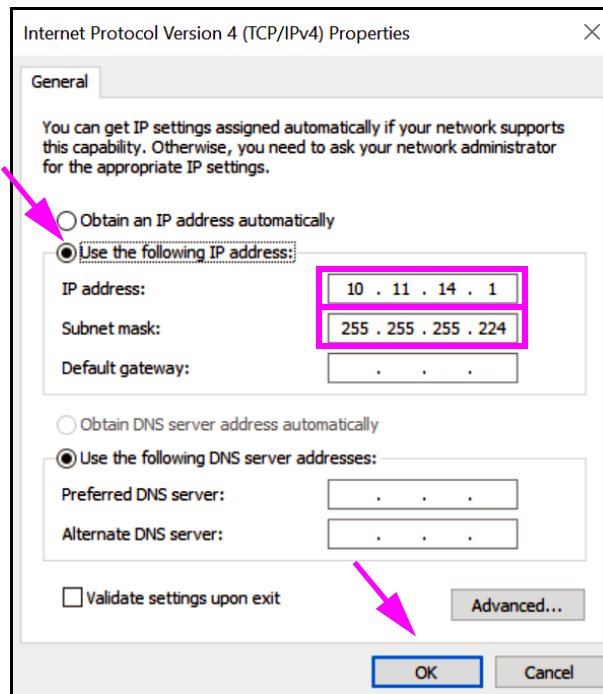 Internet Protocol Version 4 (TCP/IPv4) Properties
General
You can get IP settings assigned automatically if your network supports
this capability. Otherwise, you need to ask your network administrator
for the appropriate IP settings.
Obtain an IP address automatically
Use the following IP address:
IP address: 10 . 11 . 14 . 1
Subnet mask: 255 . 255 . 255 . 224
Default gateway: . . .
Obtain DNS server address automatically
Use the following DNS server addresses:
Preferred DNS server: . . .
Alternate DNS server: . . .
Validate settings upon exit
Advanced...
OK Cancel